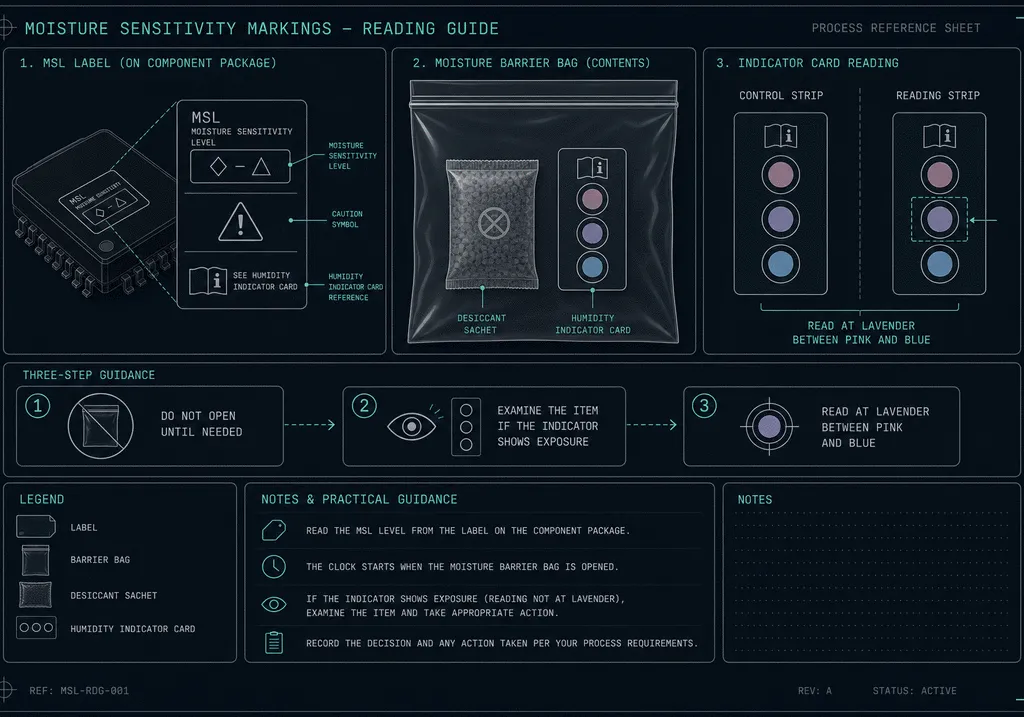 MOISTURE SENSITIVITY MARKINGS – READING GUIDE
PROCESS REFERENCE SHEET
1. MSL LABEL (ON COMPONENT PACKAGE)
MSL
MOISTURE SENSITIVITY
MSL
MOISTURE SENSITIVITY
LEVEL
MOISTURE
SENSITIVITY
LEVEL
CAUTION
SYMBOL
SEE HUMIDITY
INDICATOR CARD
HUMIDITY
INDICATOR CARD
REFERENCE
2. MOISTURE BARRIER BAG (CONTENTS)
DESICCANT
SACHET
HUMIDITY
INDICATOR CARD
3. INDICATOR CARD READING
CONTROL STRIP
READING STRIP
READ AT LAVENDER
BETWEEN PINK AND BLUE
THREE-STEP GUIDANCE
1
DO NOT OPEN
UNTIL NEEDED
2
EXAMINE THE ITEM
IF THE INDICATOR
SHOWS EXPOSURE
3
READ AT LAVENDER
BETWEEN PINK
AND BLUE
LEGEND
LABEL
BARRIER BAG
DESICCANT SACHET
HUMIDITY INDICATOR CARD
NOTES & PRACTICAL GUIDANCE
READ THE MSL LEVEL FROM THE LABEL ON THE COMPONENT PACKAGE.
THE CLOCK STARTS WHEN THE MOISTURE BARRIER BAG IS OPENED.
IF THE INDICATOR SHOWS EXPOSURE (READING NOT AT LAVENDER),
EXAMINE THE ITEM AND TAKE APPROPRIATE ACTION.
RECORD THE DECISION AND ANY ACTION TAKEN PER YOUR PROCESS REQUIREMENTS.
NOTES
REF: MSL-RDG-001
REV: A
STATUS: ACTIVE